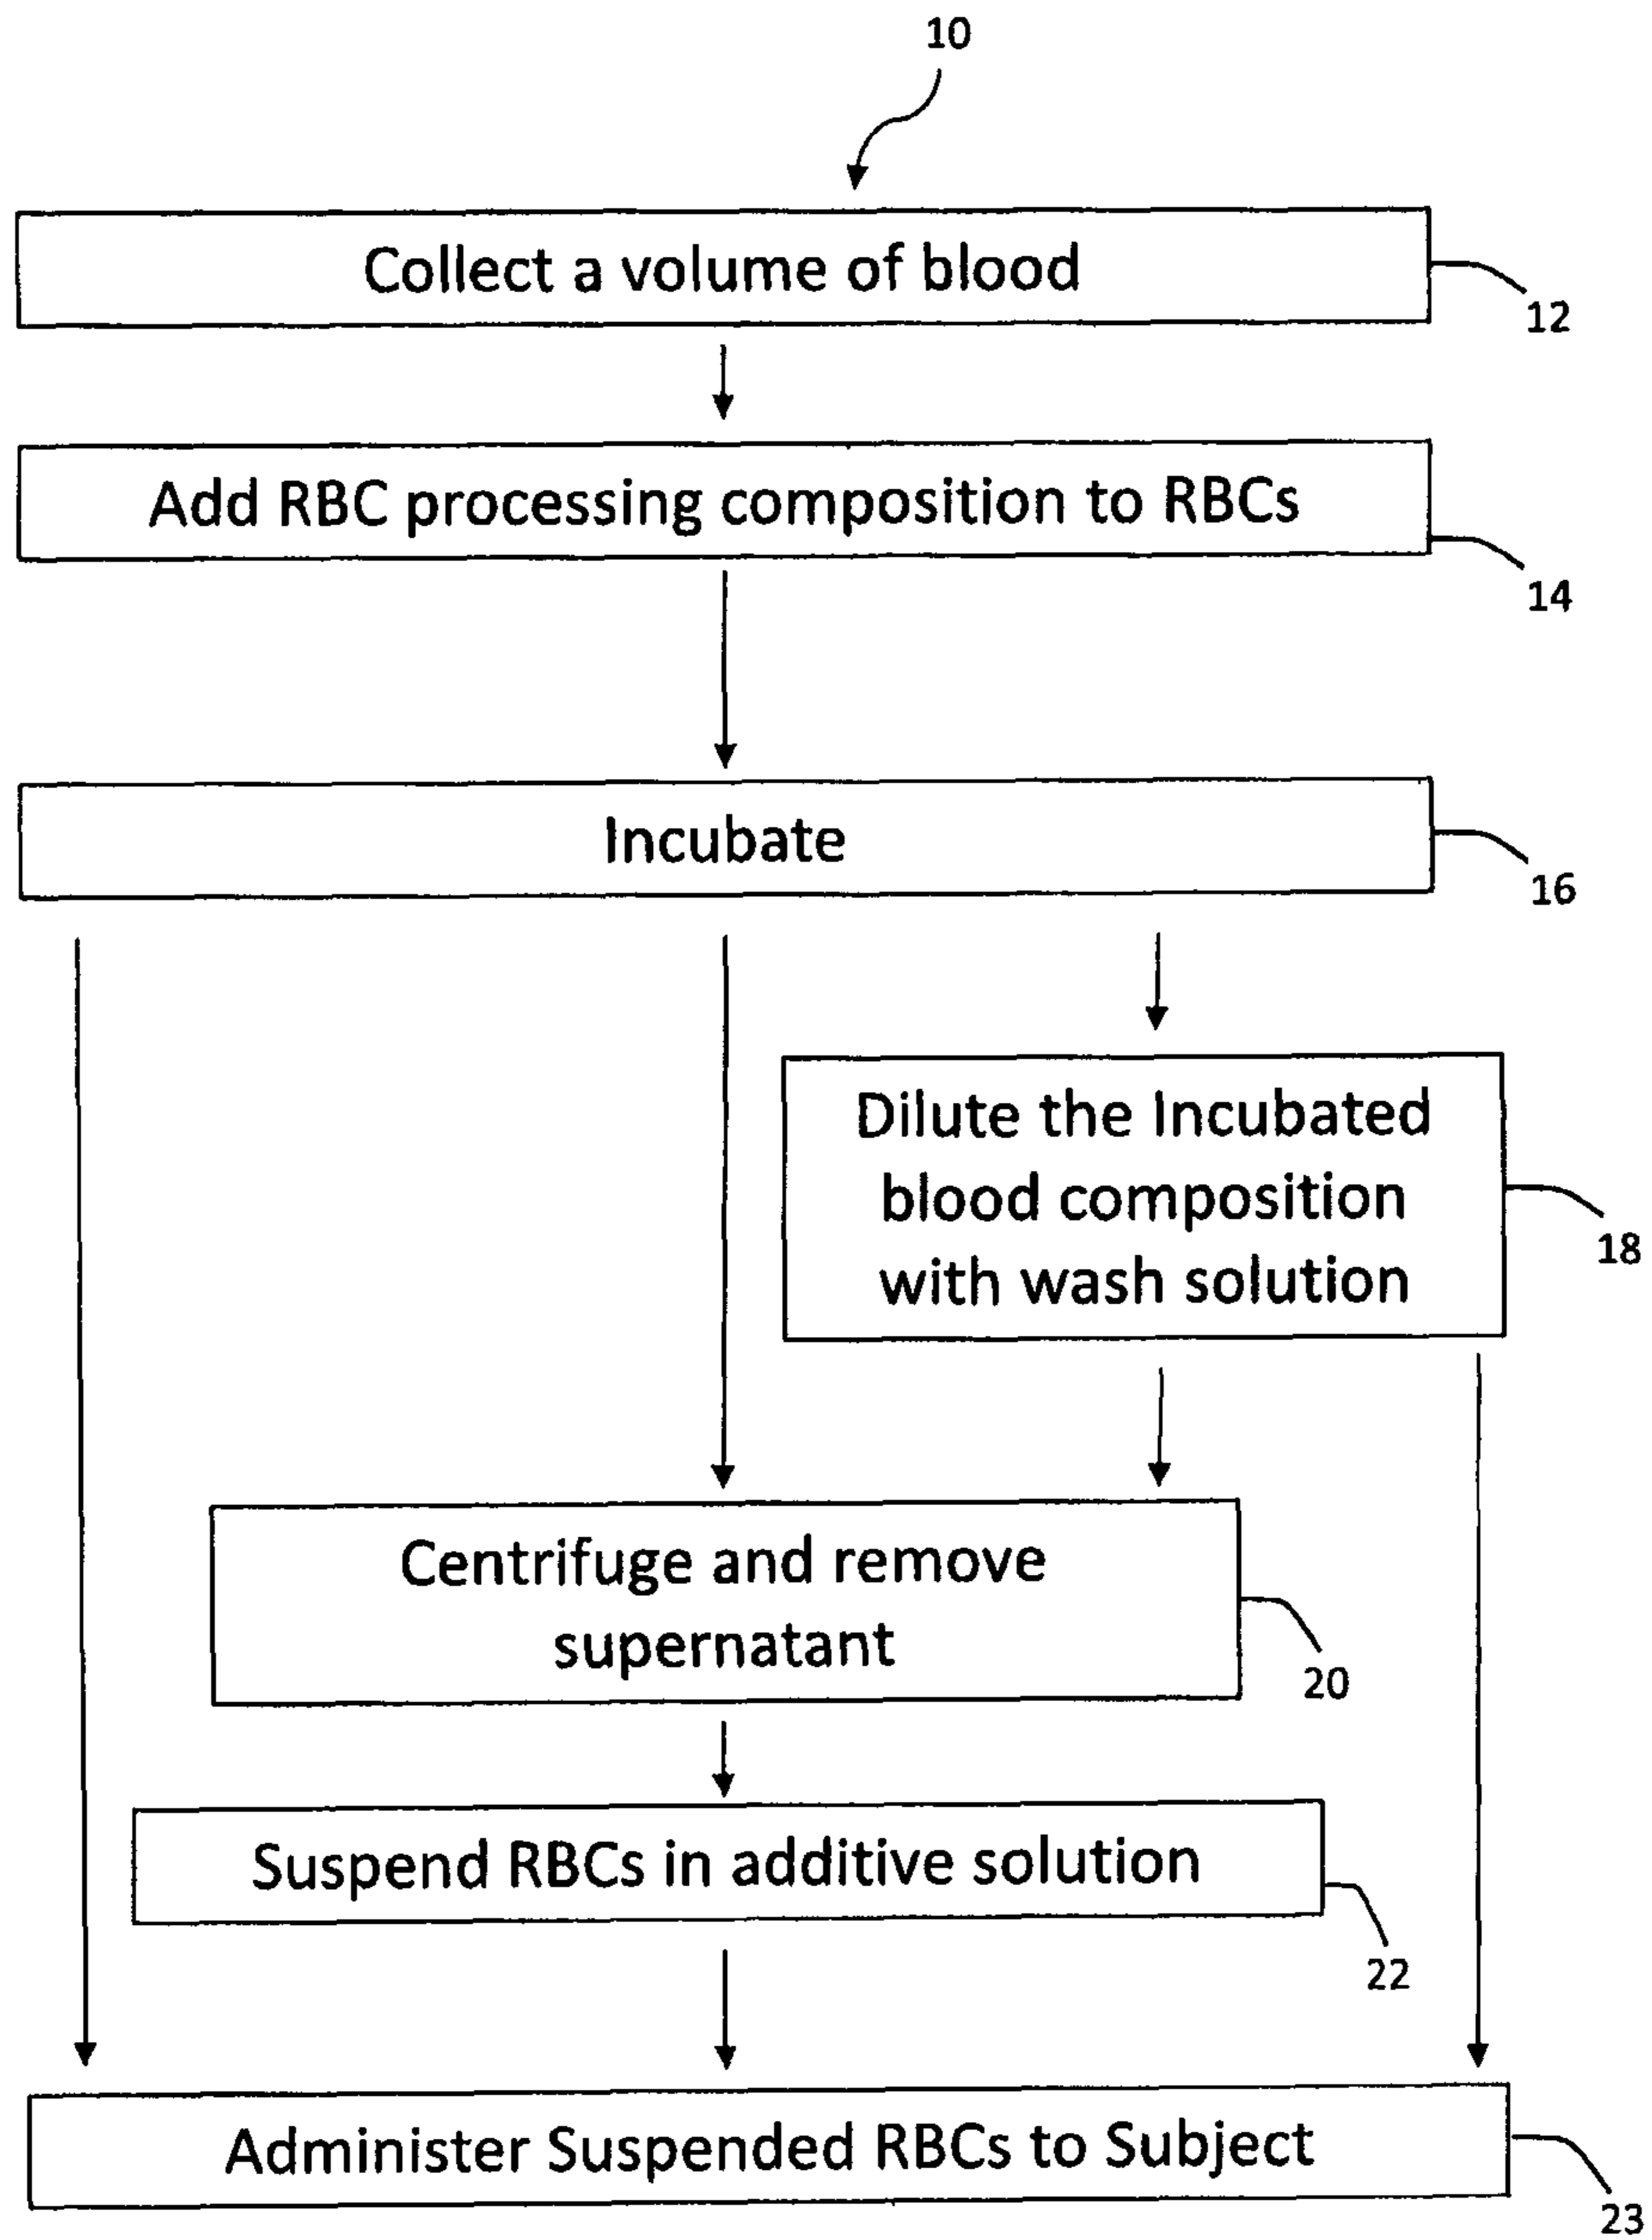 10
Collect a volume of blood
12
Add RBC processing composition to RBCs
14
Incubate
16
Dilute the Incubated
blood composition
with wash solution
18
Centrifuge and remove
supernatant
20
Suspend RBCs in additive solution
22
Administer Suspended RBCs to Subject
23